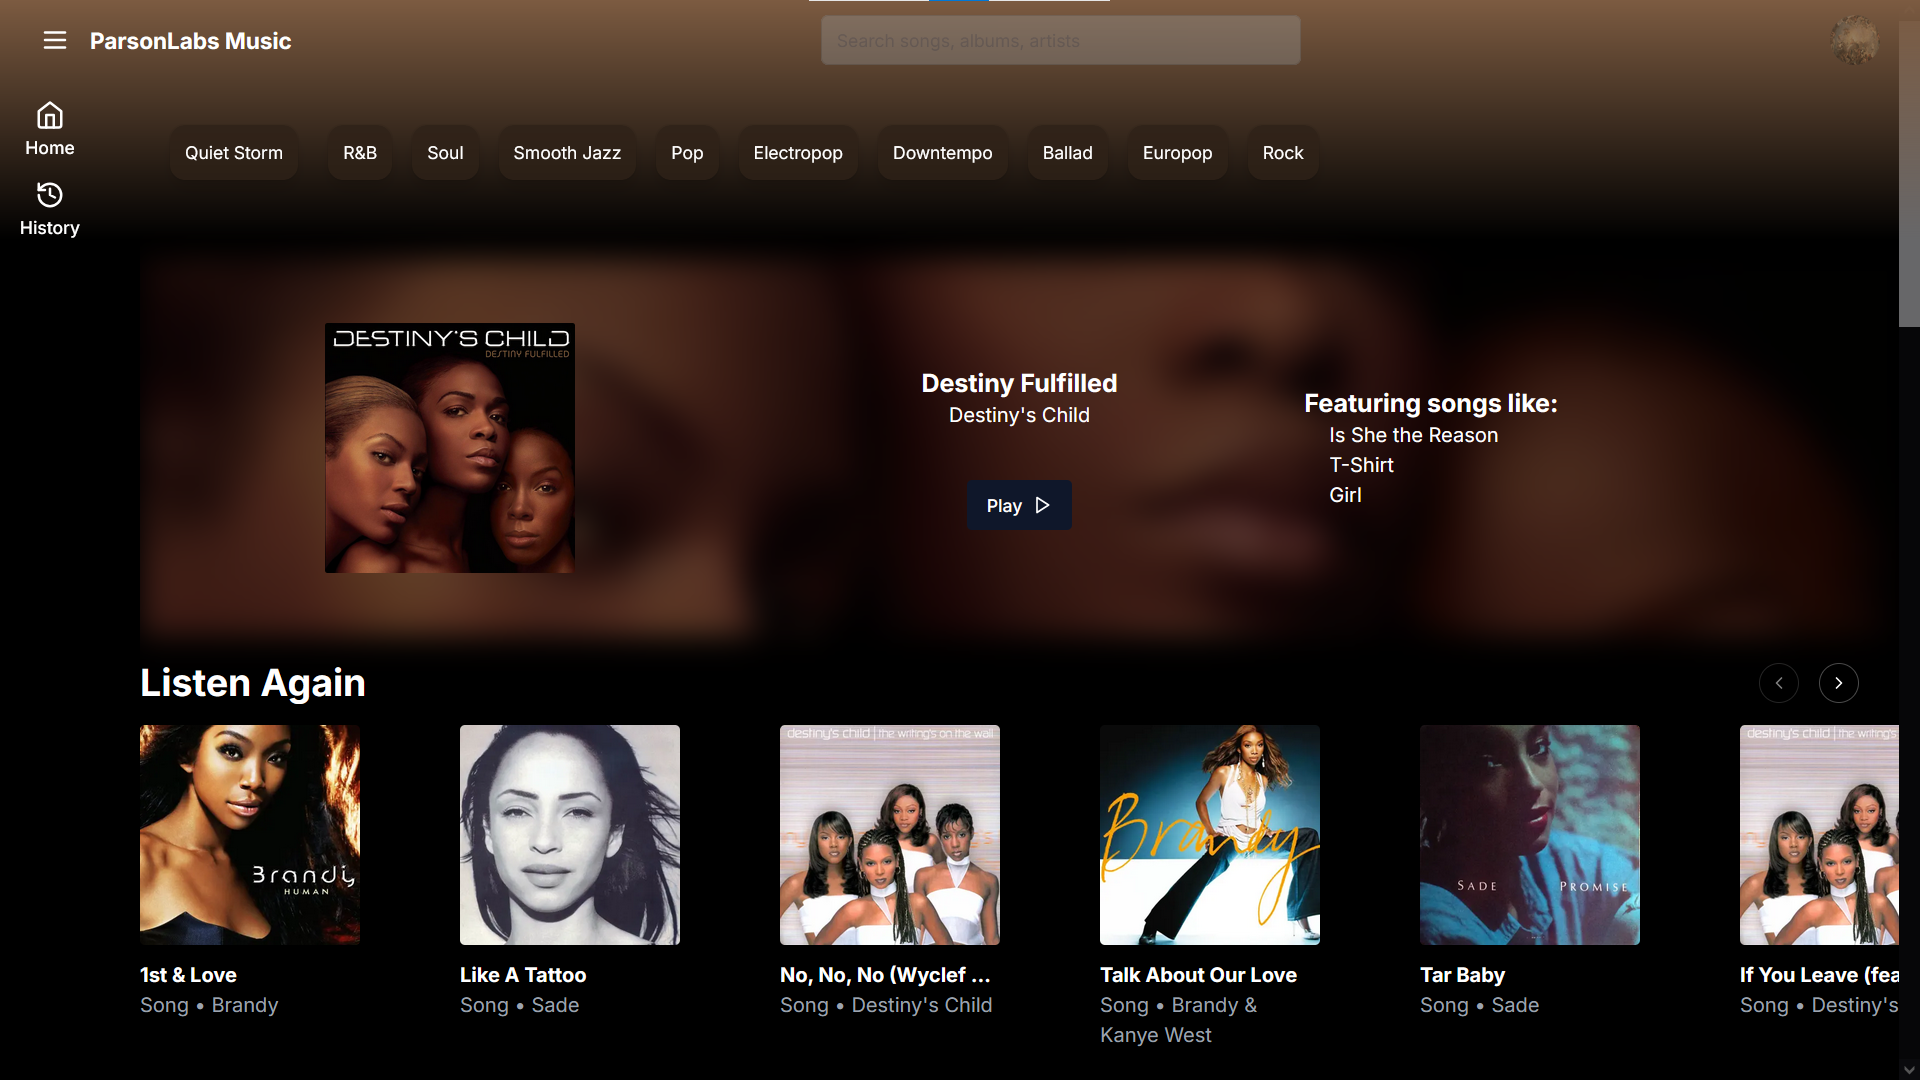 ParsonLabs Music
Search songs, albums, artists
Home
History
Quiet Storm
R&B
Soul
Smooth Jazz
Pop
Electropop
Downtempo
Ballad
Europop
Rock
DESTINY'S CHILD
DESTINY FULFILLED
Destiny Fulfilled
Destiny's Child
Play
Featuring songs like:
Is She the Reason
T-Shirt
Girl
Listen Again
Brandy
HUMAN
1st & Love
Song • Brandy
Like A Tattoo
Song • Sade
destiny's child | the writing's on the wall
No, No, No (Wyclef ...
Song • Destiny's Child
Brandy
Talk About Our Love
Song • Brandy &
Kanye West
SADE PROMISE
Tar Baby
Song • Sade
destiny's child | the writing's
If You Leave (fea
Song • Destiny's